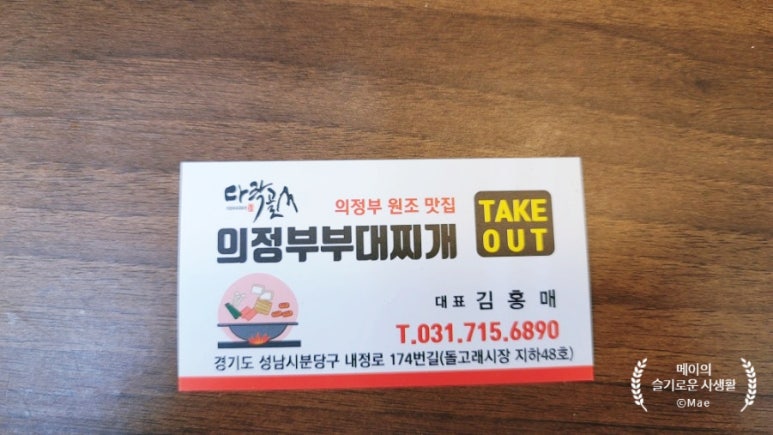 다락골
의정부 원조 맛집
의정부부대찌개
TAKE
OUT
대표 김홍매
T.031.715.6890
경기도 성남시분당구 내정로 174번길(돌고래시장 지하48호)
메이의
슬기로운 사생활
©Mae